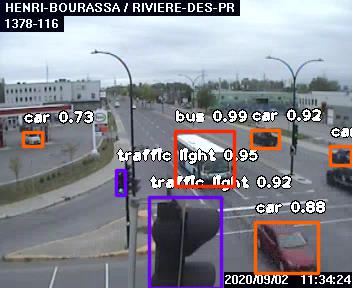 HENRI-BOURASSA / RIVIERE-DES-PR
1378-116
car 0.73
bus 0.99
car 0.92
car
traffic light 0.95
traffic light 0.92
car 0.88
2020/09/02 11:34:24